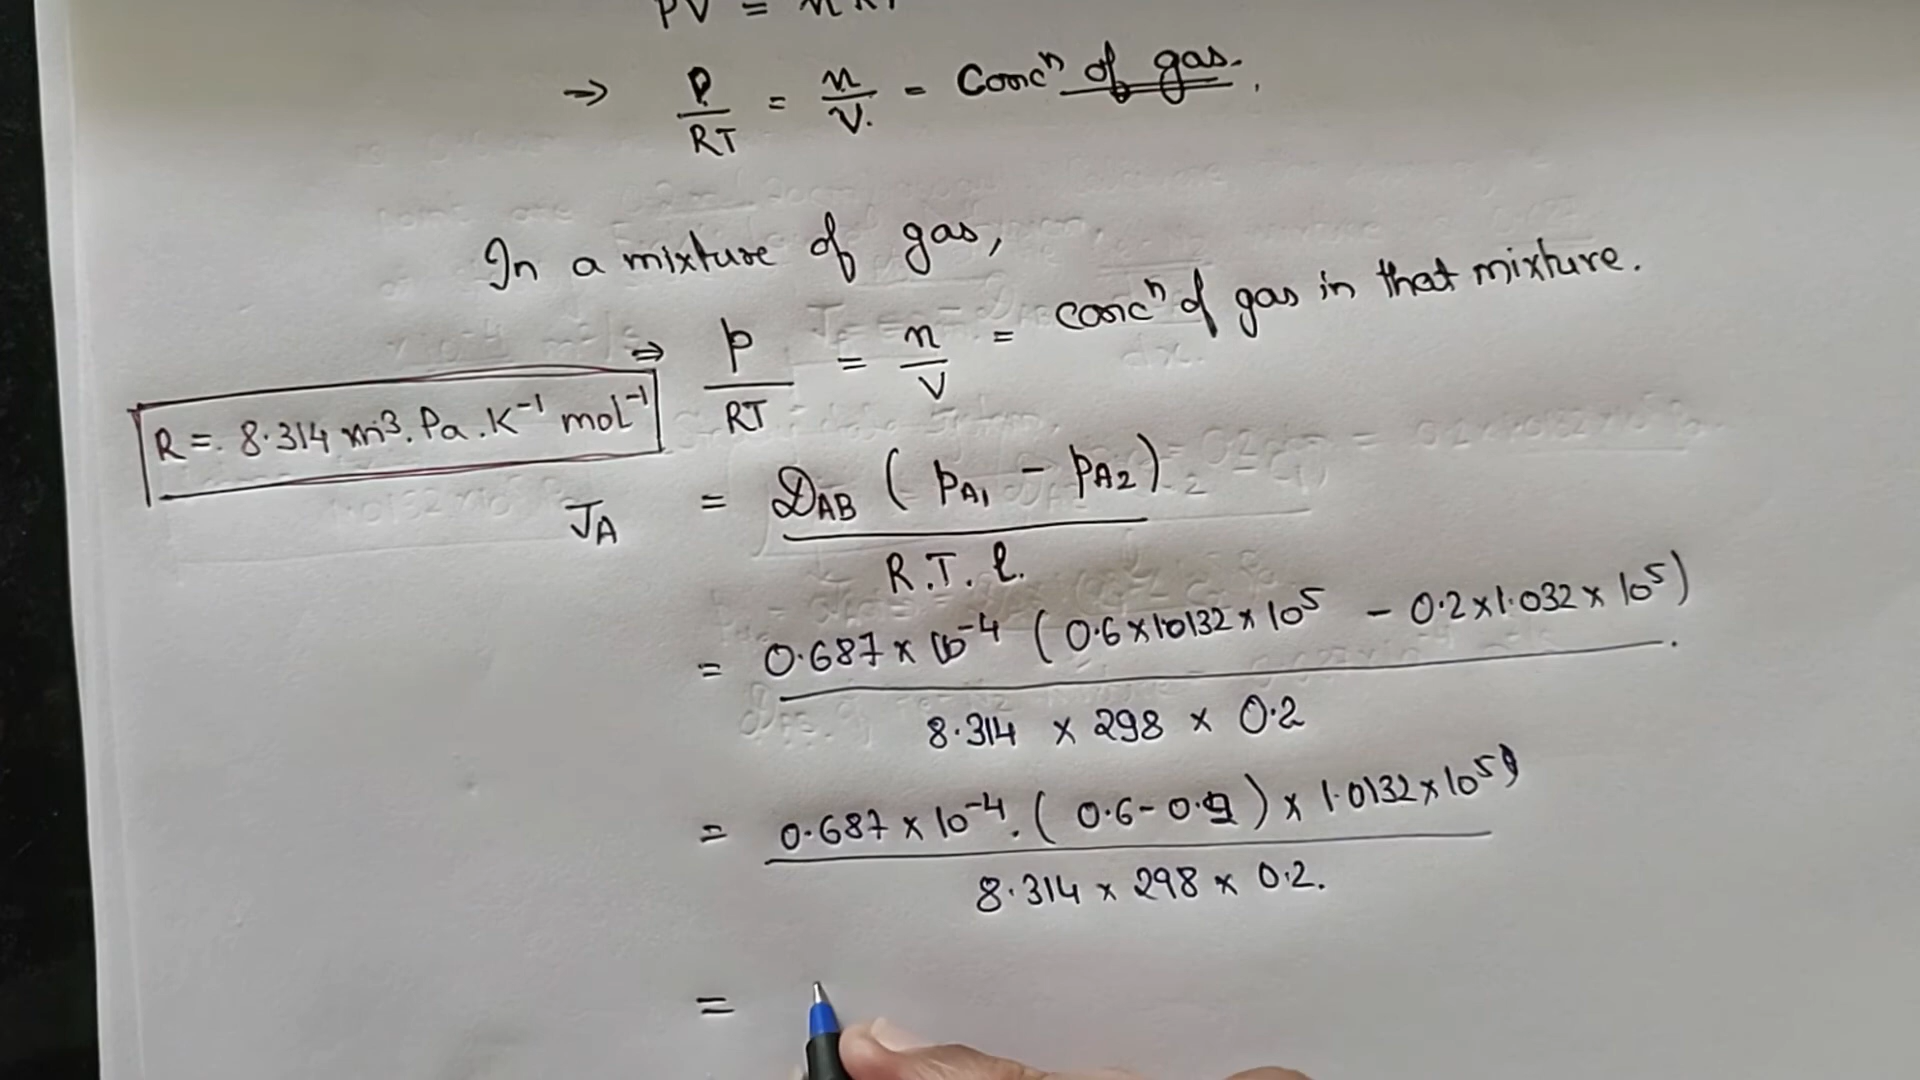 PV = nRT
⇒ P/RT = n/V. = Concⁿ of gas.
In a mixture of gas,
⇒ p/RT = n/V = concⁿ of gas in that mixture.
R = 8.314 m³.Pa.K⁻¹ mol⁻¹
J_A = D_AB (p_A1 - p_A2) / R.T.l.
= 0.687 × 10⁻⁴ (0.6×1.0132×10⁵ - 0.2×1.032×10⁵) / 8.314 × 298 × 0.2
= 0.687 × 10⁻⁴. (0.6-0.2) × 1.0132×10⁵) / 8.314 × 298 × 0.2.
=